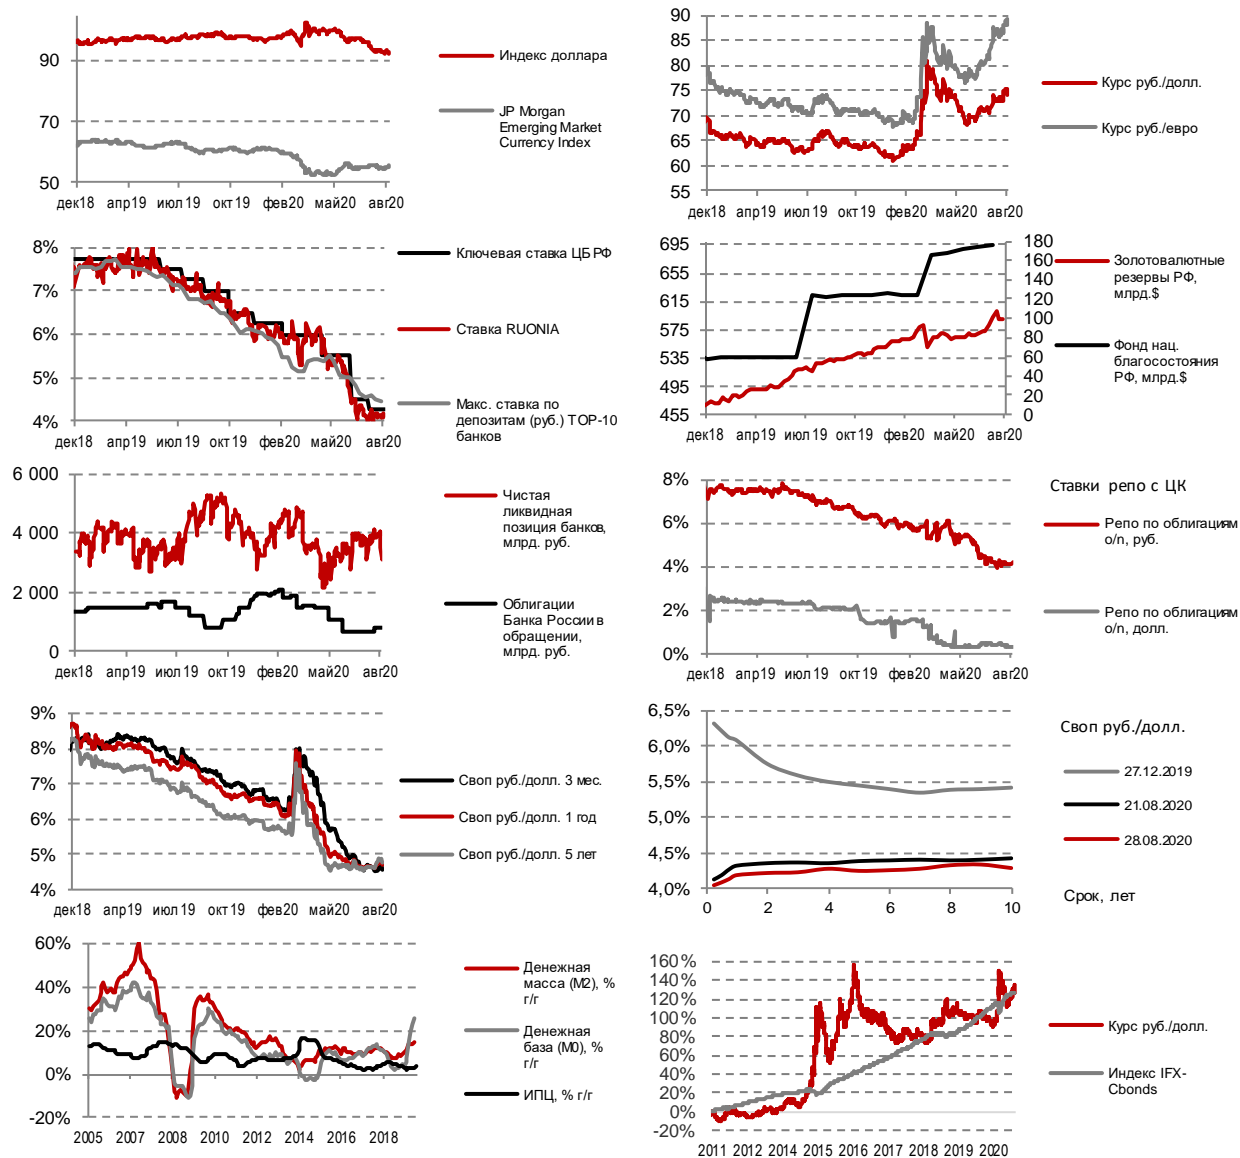 90
70
50
дек18 апр19 июл19 окт19 фев20 май20 авг20
Индекс доллара
JP Morgan
Emerging Market
Currency Index
90
85
80
75
70
65
60
55
дек18 апр19 июл19 окт19 фев20 май20 авг20
Курс руб./долл.
Курс руб./евро
8%
7%
6%
5%
4%
дек18 апр19 июл19 окт19 фев20 май20 авг20
Ключевая ставка ЦБ РФ
Ставка RUONIA
Макс. ставка по
депозитам (руб.) TOP-10
банков
695
655
615
575
535
495
455
180
160
140
120
100
80
60
40
20
0
дек18 апр19 июл19 окт19 фев20 май20 авг20
Золотовалютные
резервы РФ,
млрд.$
Фонд нац.
благосостояния
РФ, млрд.$
6 000
4 000
2 000
0
дек18 апр19 июл19 окт19 фев20 май20 авг20
Чистая
ликвидная
позиция банков,
млрд. руб.
Облигации
Банка России в
обращении,
млрд. руб.
8%
6%
4%
2%
0%
дек18 апр19 июл19 окт19 фев20 май20 авг20
Ставки репо с ЦК
Репо по облигациям
o/n, руб.
Репо по облигациям
o/n, долл.
9%
8%
7%
6%
5%
4%
дек18 апр19 июл19 окт19 фев20 май20 авг20
Своп руб./долл. 3 мес.
Своп руб./долл. 1 год
Своп руб./долл. 5 лет
6,5%
6,0%
5,5%
5,0%
4,5%
4,0%
0 2 4 6 8 10
Своп руб./долл.
27.12.2019
21.08.2020
28.08.2020
Срок, лет
60%
40%
20%
0%
-20%
2005 2007 2008 2010 2012 2014 2016 2018
Денежная
масса (М2), %
г/г
Денежная
база (М0), %
г/г
ИПЦ, % г/г
160%
140%
120%
100%
80%
60%
40%
20%
0%
-20%
2011 2012 2014 2015 2016 2018 2019 2020
Курс руб./долл.
Индекс IFX-
Cbonds